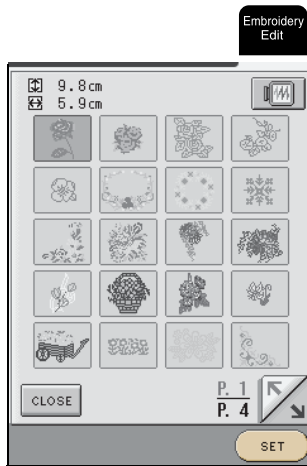 Embroidery
Edit
9.8cm
5.9cm
P. 1
P. 4
CLOSE
SET